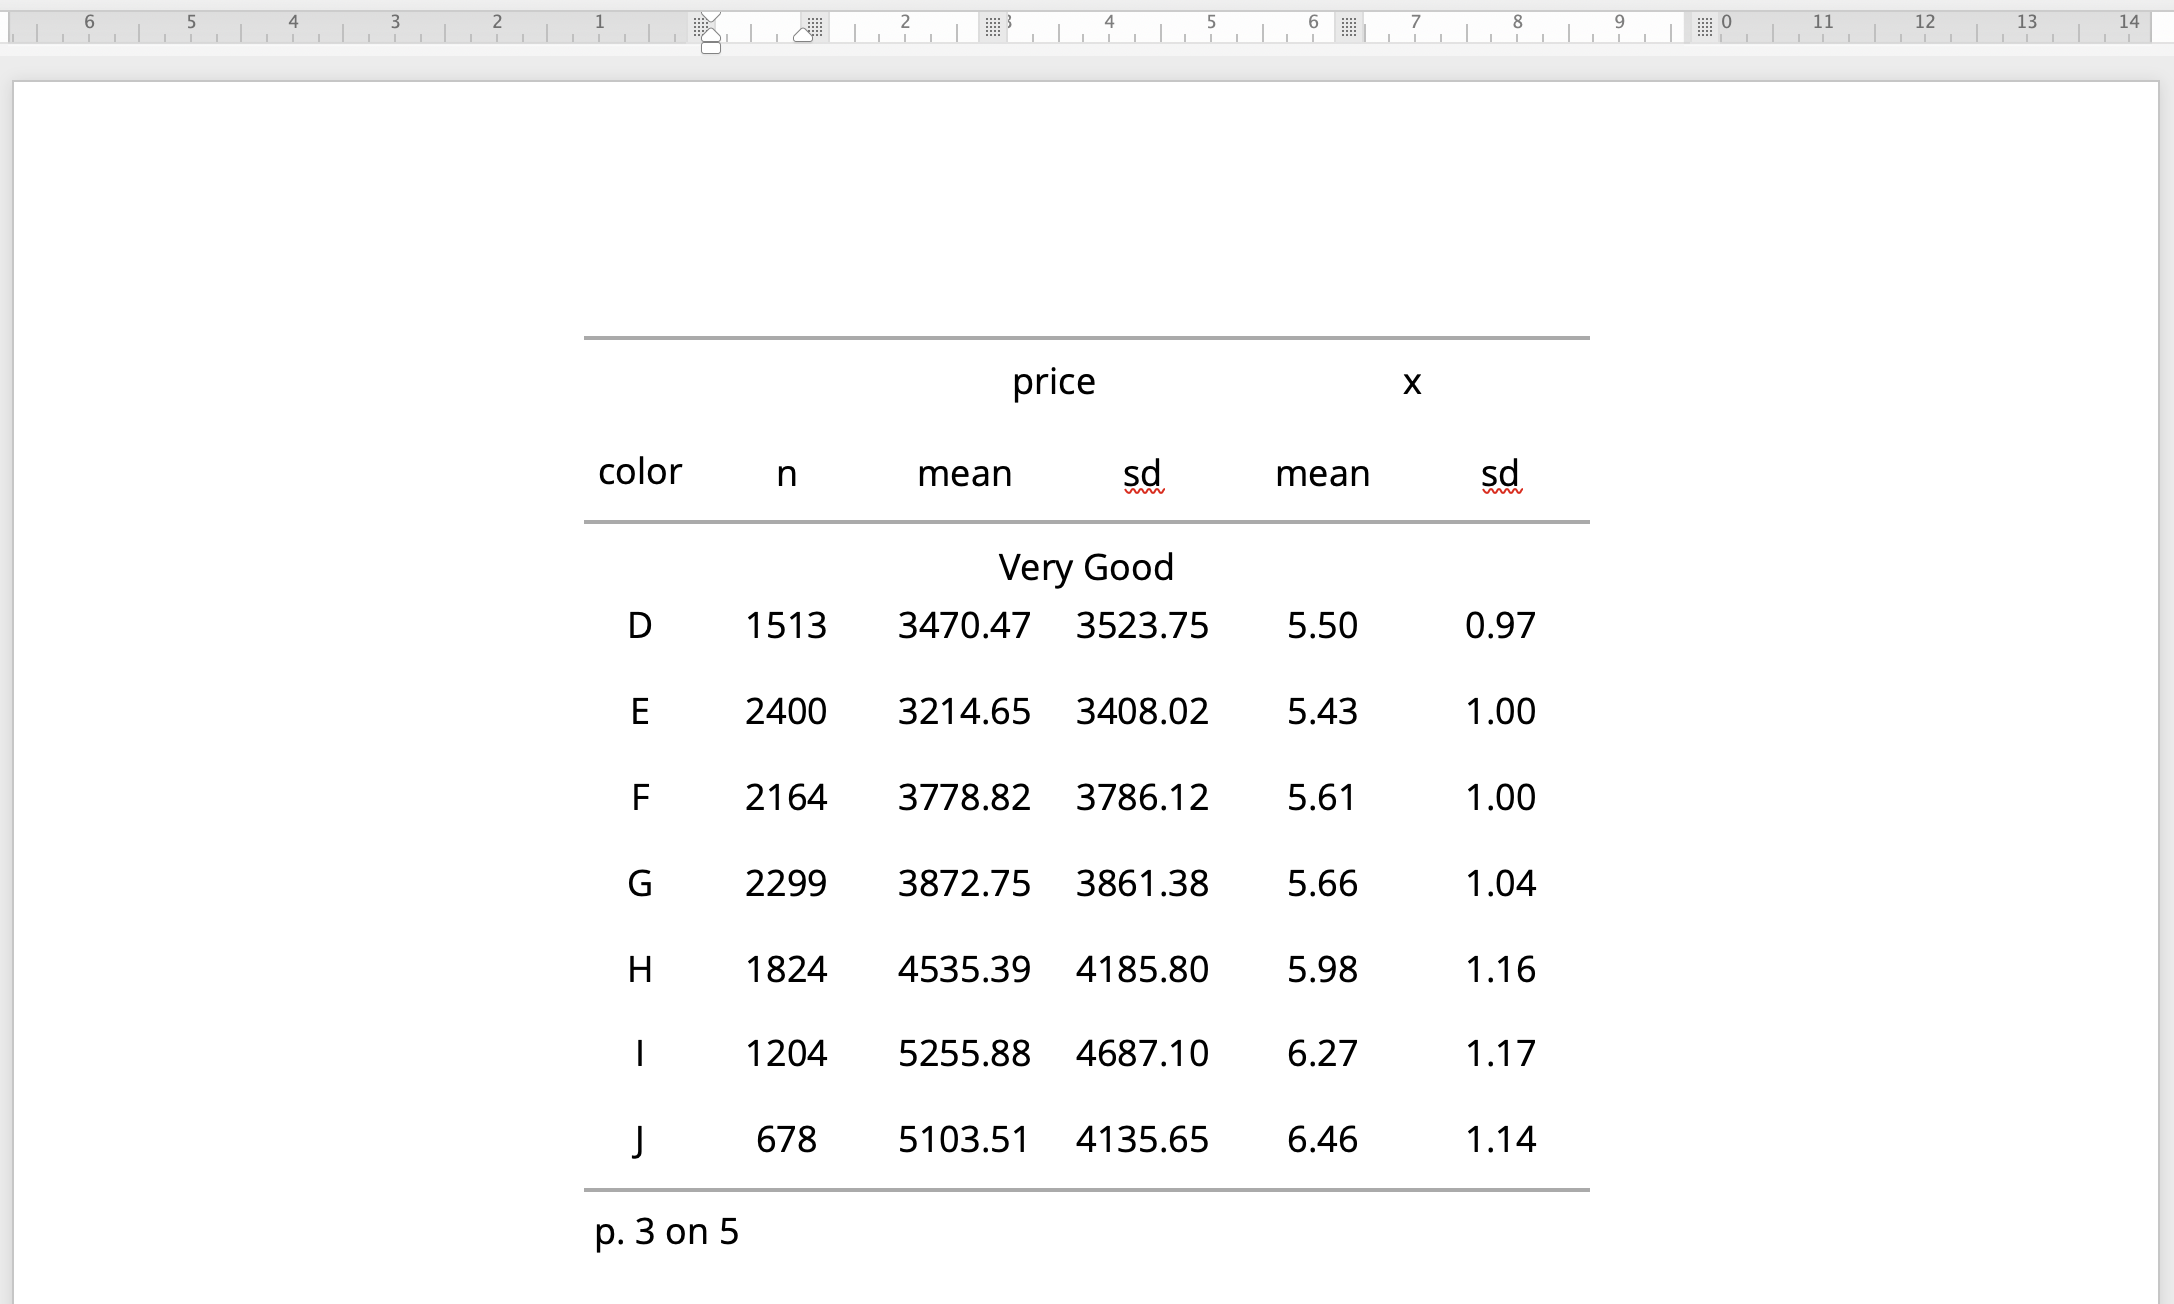 6 5 4 3 2 1 2 3 4 5 6 7 8 9 0 11 12 13 14
price x
color n mean sd mean sd
Very Good
D 1513 3470.47 3523.75 5.50 0.97
E 2400 3214.65 3408.02 5.43 1.00
F 2164 3778.82 3786.12 5.61 1.00
G 2299 3872.75 3861.38 5.66 1.04
H 1824 4535.39 4185.80 5.98 1.16
I 1204 5255.88 4687.10 6.27 1.17
J 678 5103.51 4135.65 6.46 1.14
p. 3 on 5